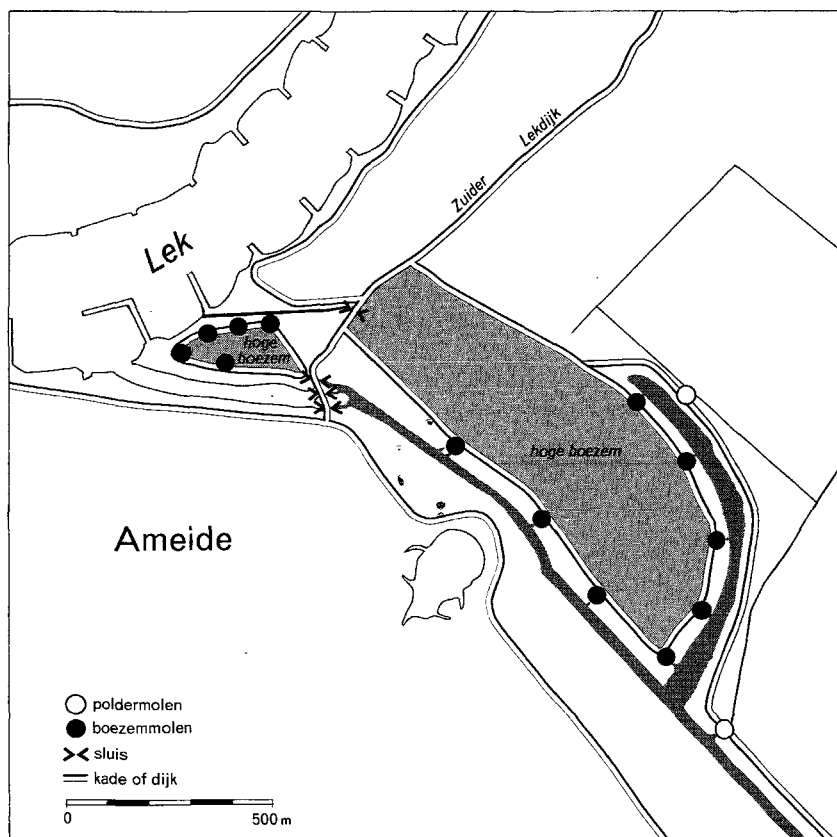 Lekdijk
Zuider
Lek
hoge
boezem
hoge boezem
Ameide
poldermolen
boezemmolen
sluis
kade of dijk
0 500 m